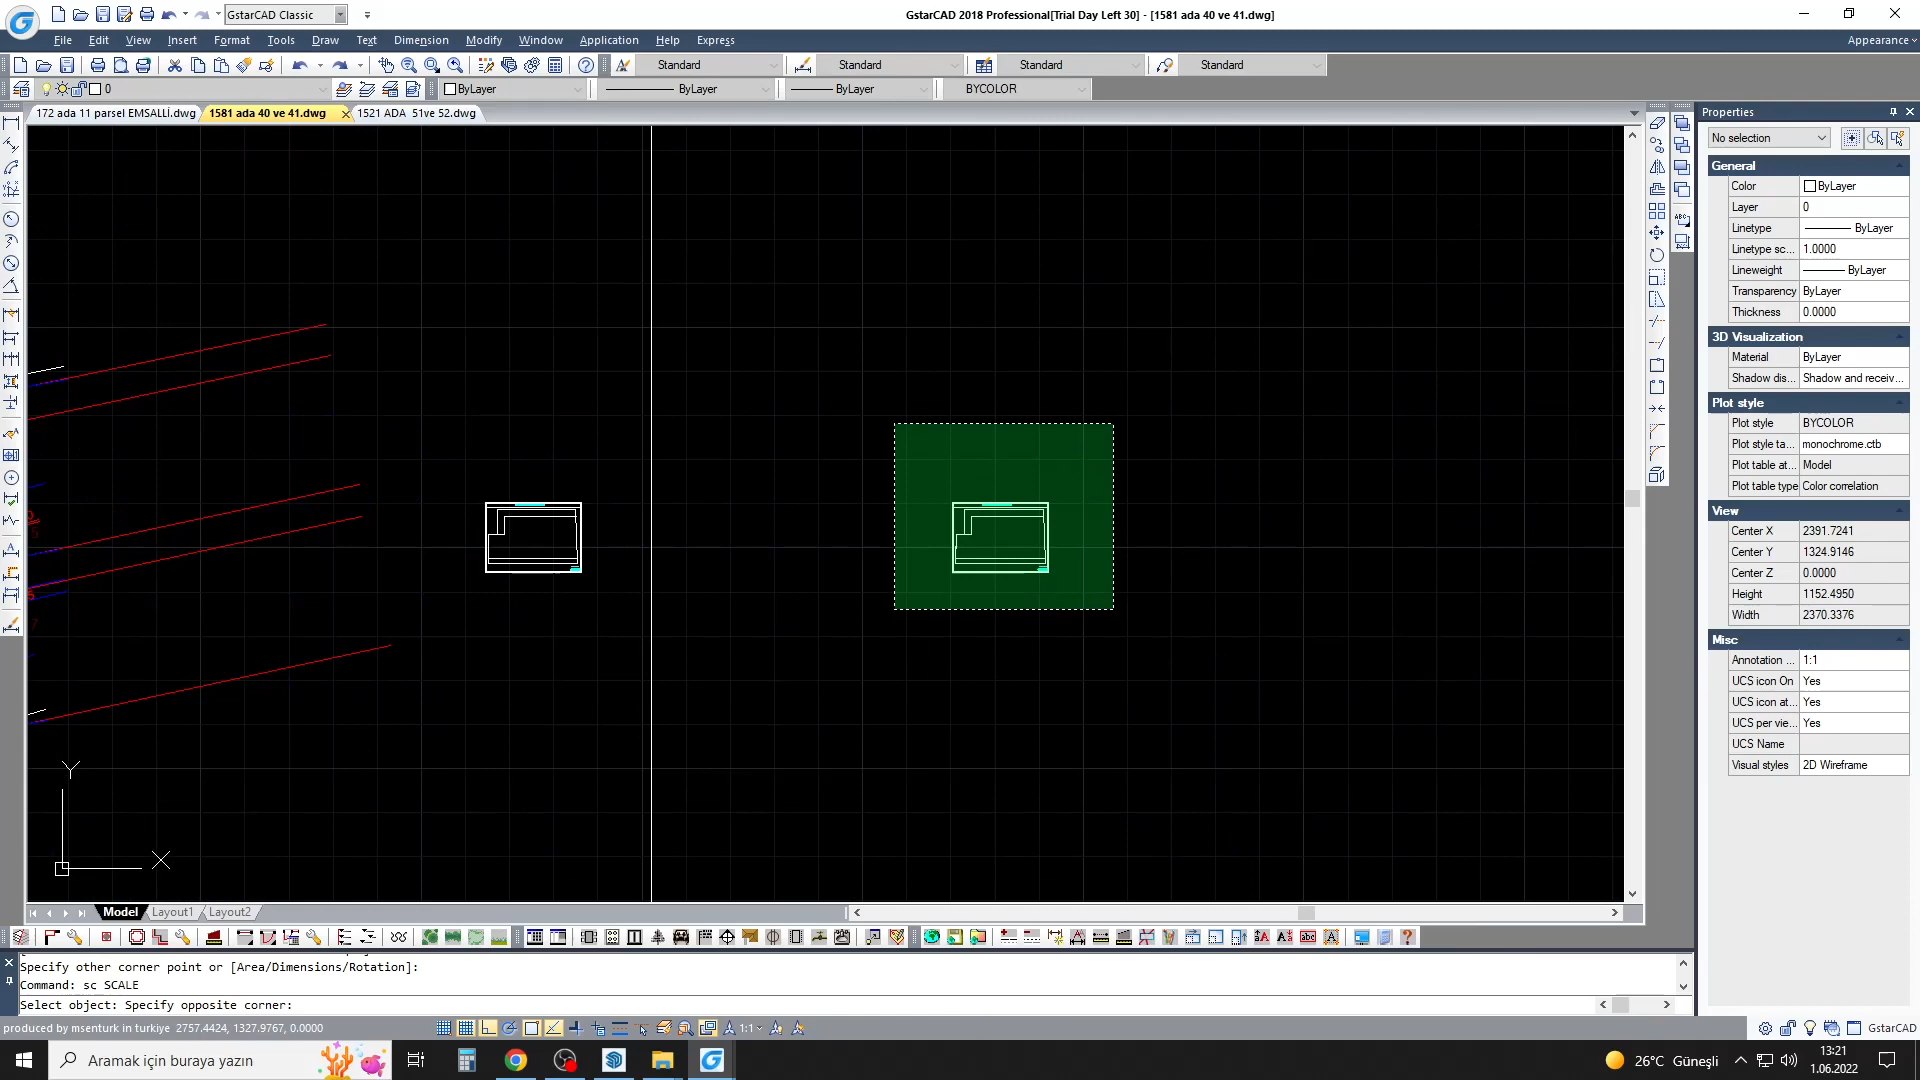 GstarCAD Classic
GstarCAD 2018 Professional[Trial Day Left 30] - [1581 ada 40 ve 41.dwg]
File Edit View Insert Format Tools Draw Text Dimension Modify Window Application Help Express
Appearance
Standard Standard Standard Standard
0 ByLayer ByLayer ByLayer BYCOLOR
172 ada 11 parsel EMSALLİ.dwg 1581 ada 40 ve 41.dwg 1521 ADA 51ve 52.dwg
Properties
No selection
General
Color ByLayer
Layer 0
Linetype ByLayer
Linetype sc... 1.0000
Lineweight ByLayer
Transparency ByLayer
Thickness 0.0000
3D Visualization
Material ByLayer
Shadow dis... Shadow and receiv...
Plot style
Plot style BYCOLOR
Plot style ta... monochrome.ctb
Plot table at... Model
Plot table type Color correlation
View
Center X 2391.7241
Center Y 1324.9146
Center Z 0.0000
Height 1152.4950
Width 2370.3376
Misc
Annotation ... 1:1
UCS icon On Yes
UCS icon at... Yes
UCS per vie... Yes
UCS Name
Visual styles 2D Wireframe
Y
X
Model Layout1 Layout2
Specify other corner point or [Area/Dimensions/Rotation]:
Command: sc SCALE
Select object: Specify opposite corner:
produced by msenturk in turkiye 2757.4424, 1327.9767, 0.0000
1:1
GstarCAD
Aramak için buraya yazın
26°C Güneşli
13:21
1.06.2022